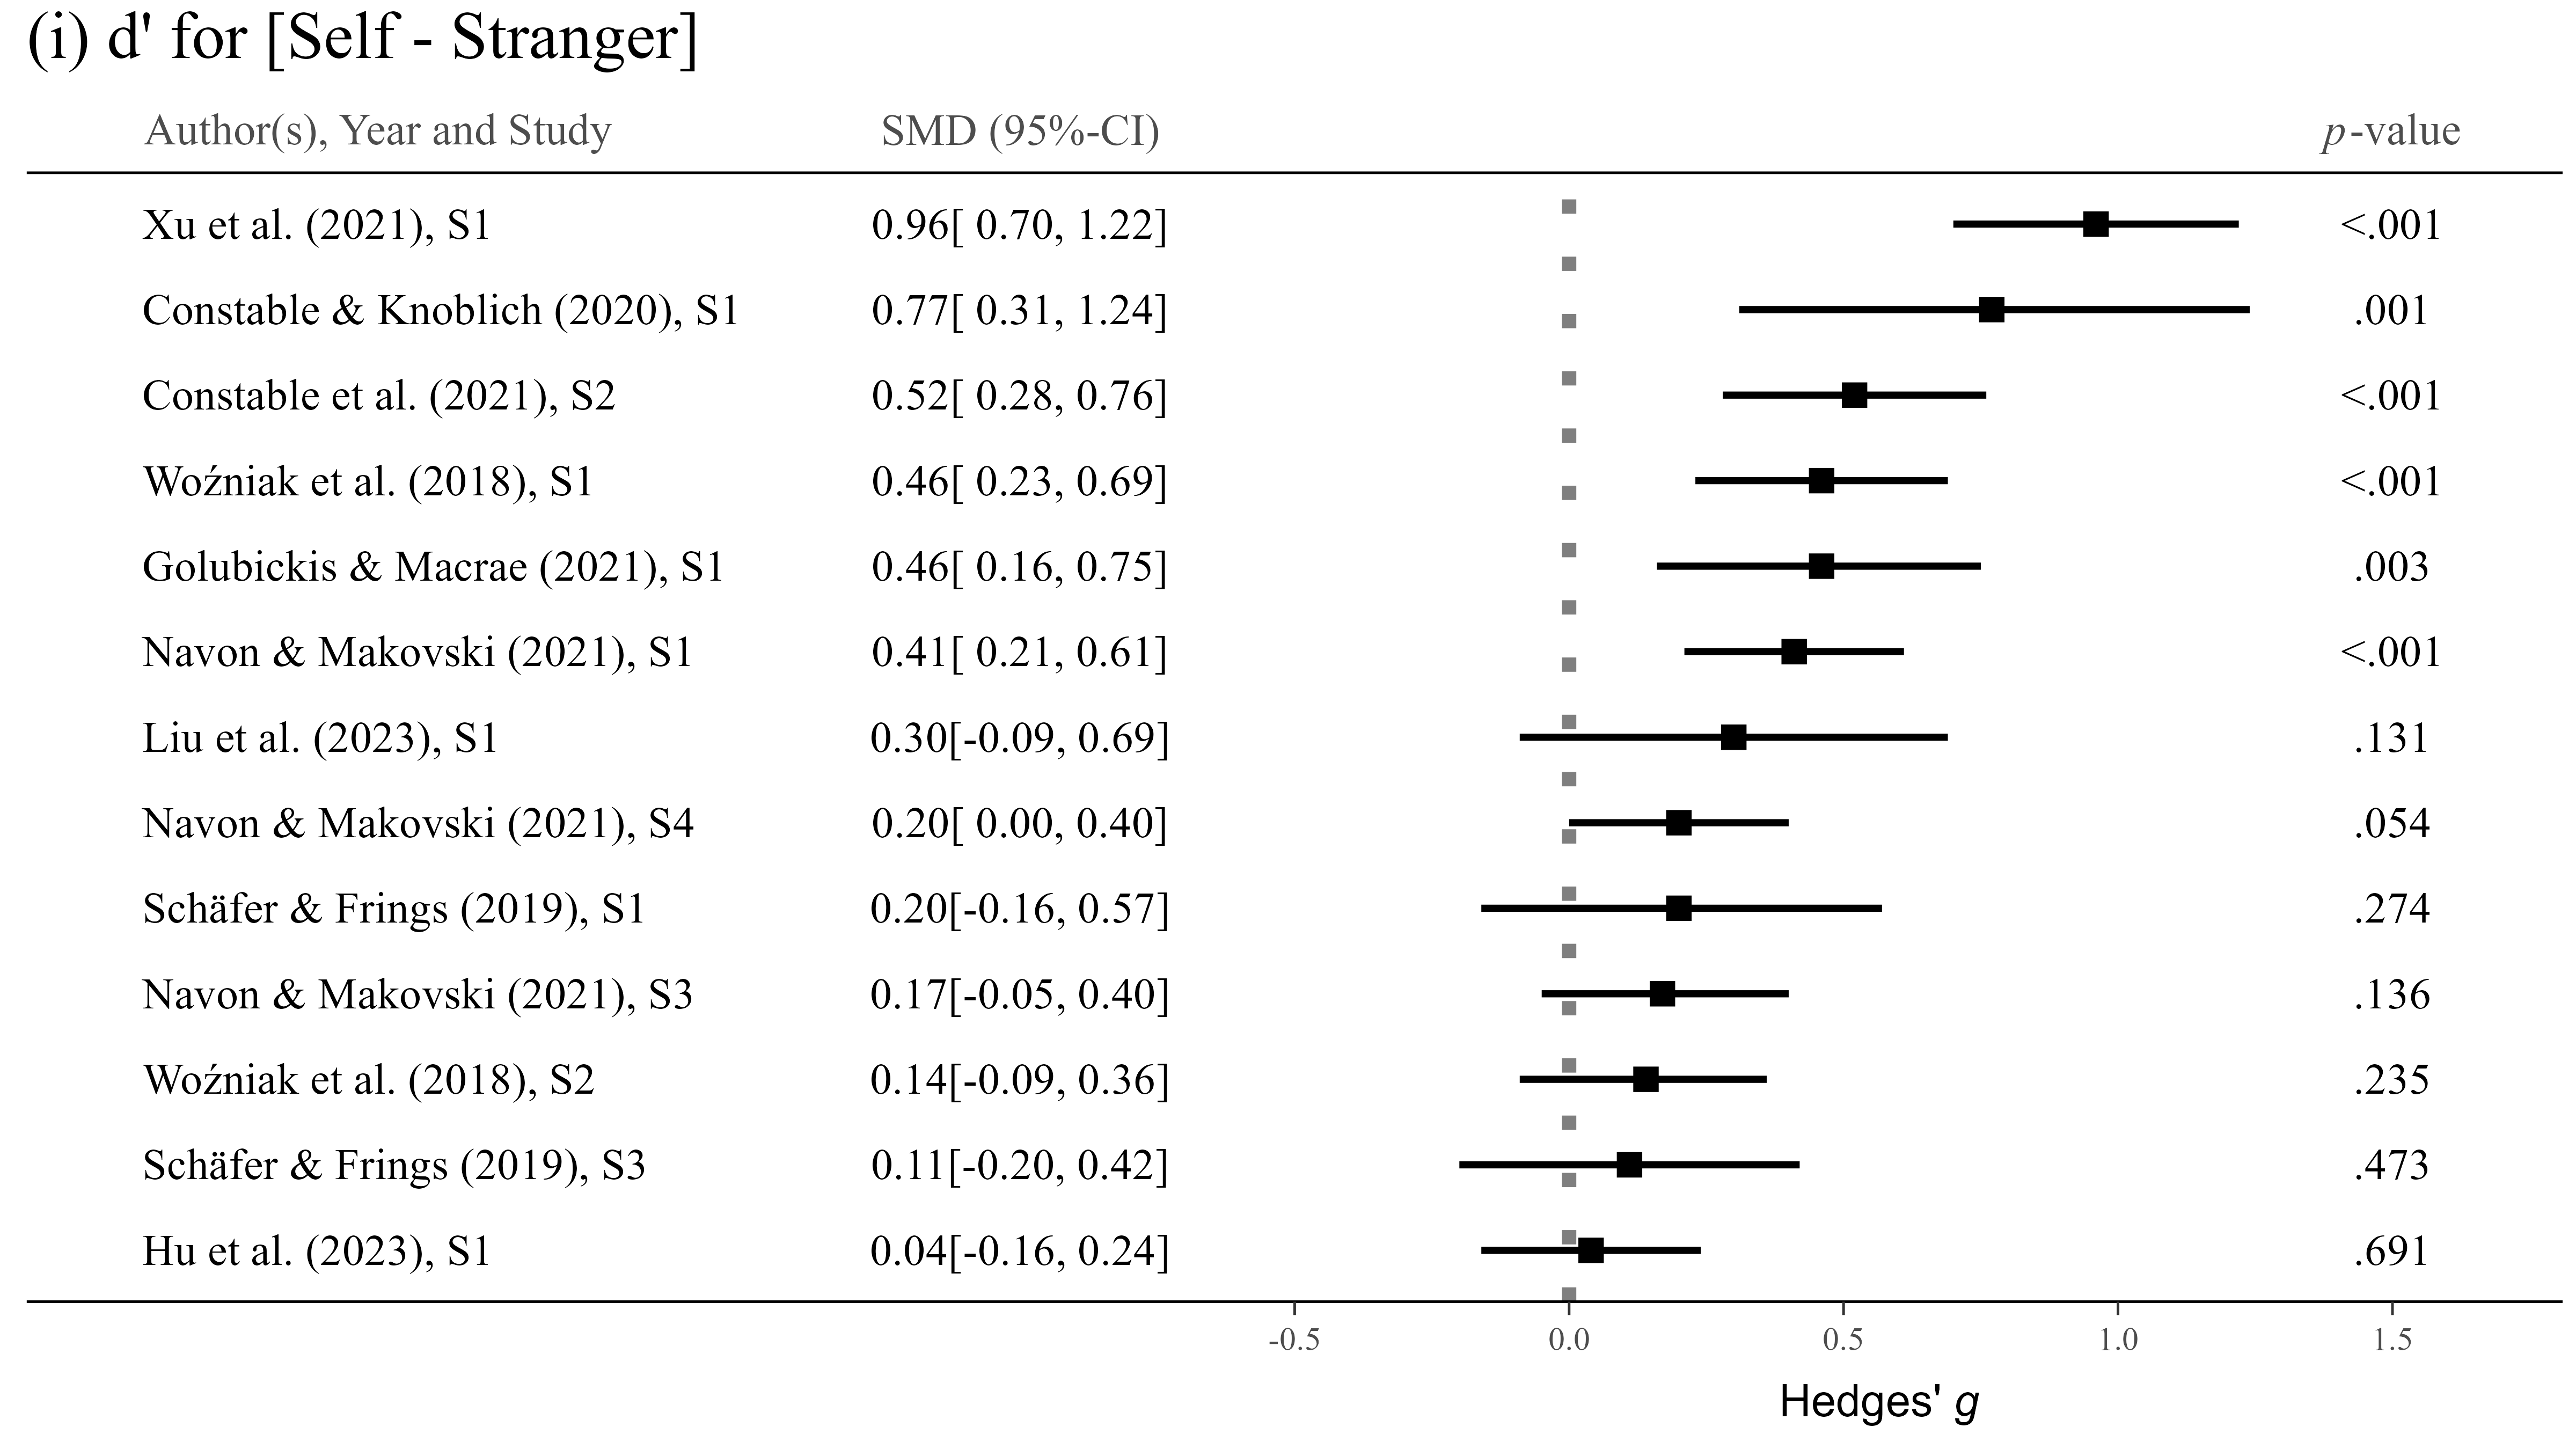 (i) d' for [Self - Stranger]
Author(s), Year and Study SMD (95%-CI) p-value
Xu et al. (2021), S1 0.96[ 0.70, 1.22] <.001
Constable & Knoblich (2020), S1 0.77[ 0.31, 1.24] .001
Constable et al. (2021), S2 0.52[ 0.28, 0.76] <.001
Woźniak et al. (2018), S1 0.46[ 0.23, 0.69] <.001
Golubickis & Macrae (2021), S1 0.46[ 0.16, 0.75] .003
Navon & Makovski (2021), S1 0.41[ 0.21, 0.61] <.001
Liu et al. (2023), S1 0.30[-0.09, 0.69] .131
Navon & Makovski (2021), S4 0.20[ 0.00, 0.40] .054
Schäfer & Frings (2019), S1 0.20[-0.16, 0.57] .274
Navon & Makovski (2021), S3 0.17[-0.05, 0.40] .136
Woźniak et al. (2018), S2 0.14[-0.09, 0.36] .235
Schäfer & Frings (2019), S3 0.11[-0.20, 0.42] .473
Hu et al. (2023), S1 0.04[-0.16, 0.24] .691
-0.5 0.0 0.5 1.0 1.5
Hedges' g